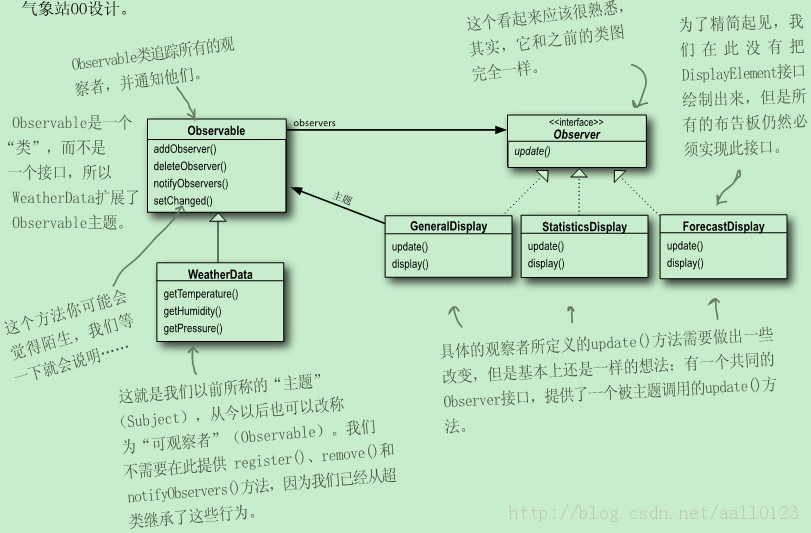 气象站OO设计。
Observable类追踪所有的观
察者，并通知他们。
这个看起来应该很熟悉，
其实，它和之前的类图
完全一样。
为了精简起见，我
们在此没有把
DisplayElement接口
绘制出来，但是所
有的布告板仍然必
须实现此接口。
Observable是一个
“类”，而不是
一个接口，所以
WeatherData扩展了
Observable主题。
Observable
addObserver()
deleteObserver()
notifyObservers()
setChanged()
observers
<<interface>>
Observer
update()
主题
GeneralDisplay
update()
display()
StatisticsDisplay
update()
display()
ForecastDisplay
update()
display()
WeatherData
getTemperature()
getHumidity()
getPressure()
这个方法你可能会
觉得陌生，我们等
一下就会说明……
这就是我们以前所称的“主题”
（Subject），从今以后也可以改称
为“可观察者”（Observable）。我们
不需要在此提供 register()、remove()和
notifyObservers()方法，因为我们已经从超
类继承了这些行为。
具体的观察者所定义的update()方法需要做出一些
改变，但是基本上还是一样的想法：有一个共同的
Observer接口，提供了一个被主题调用的update()方
法。
http://blog.csdn.net/aall0123